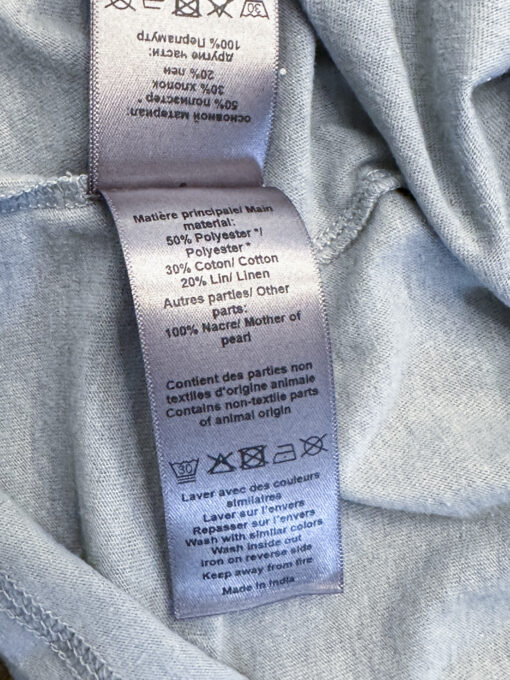 30
100% Перламутр
другие части:
20% лен
30% хлопок
50% полиэстер *
основной материал:
Matière principale/ Main
material:
50% Polyester */
Polyester *
30% Coton/ Cotton
20% Lin/ Linen
Autres parties/ Other
parts:
100% Nacre/ Mother of
pearl
Contient des parties non
textiles d'origine animale
Contains non-textile parts
of animal origin
30
Laver avec des couleurs
similaires
Laver sur l'envers
Repasser sur l'envers
Wash with similar colors
Wash inside out
iron on reverse side
Keep away from fire
Made in India